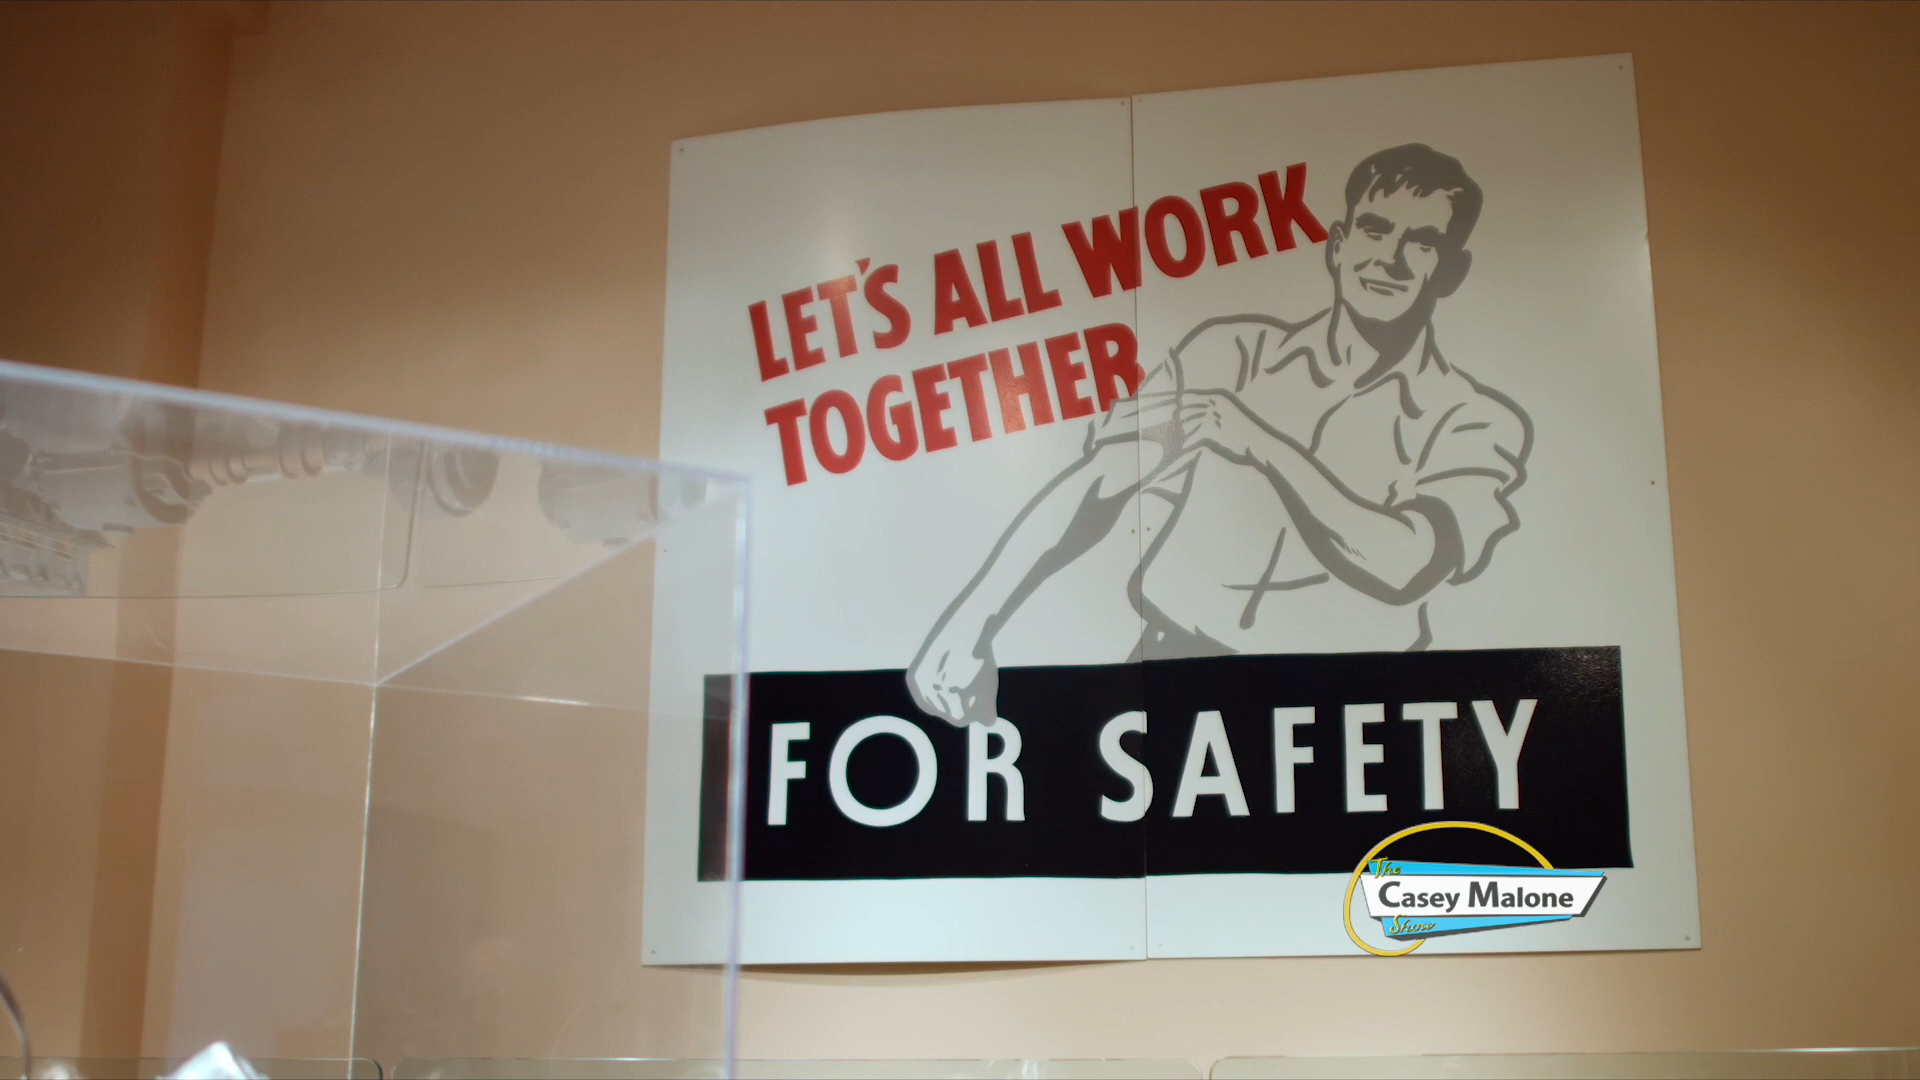 LET'S ALL WORK
TOGETHER
FOR SAFETY
The
Casey Malone
Show